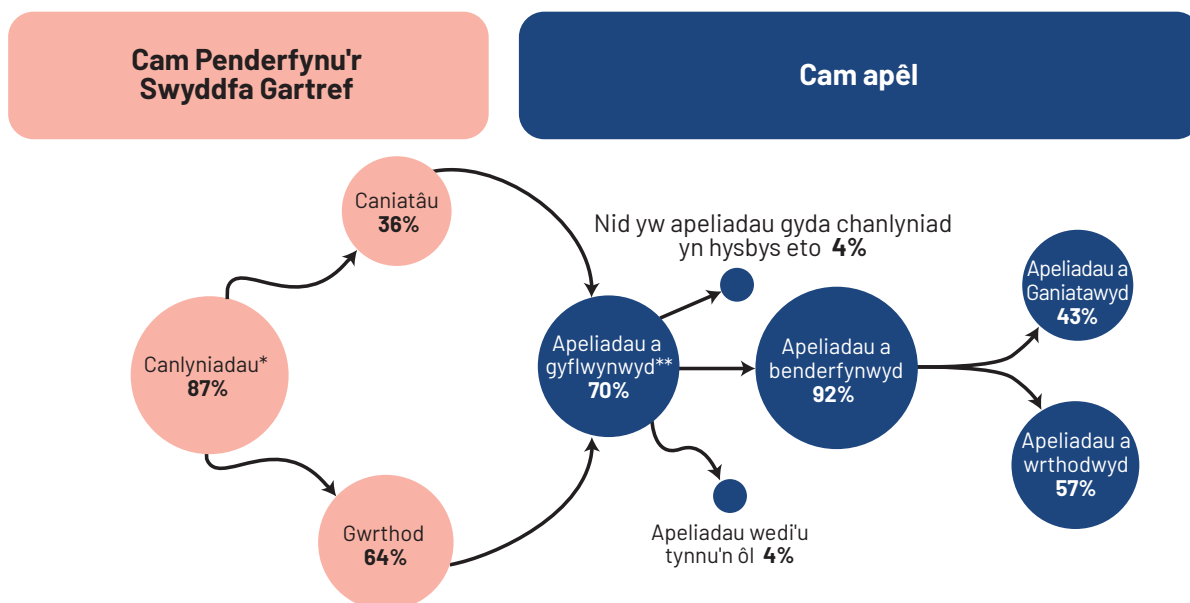 Cam Penderfynu'r
Swyddfa Gartref
Cam apêl
Caniatâu
36%
Canlyniadau*
87%
Gwrthod
64%
Nid yw apeliadau gyda chanlyniad
yn hysbys eto 4%
Apeliadau a
gyflwynwyd**
70%
Apeliadau wedi'u
tynnu'n ôl 4%
Apeliadau a
benderfynwyd
92%
Apeliadau a
Ganiatawyd
43%
Apeliadau a
wrthodwyd
57%